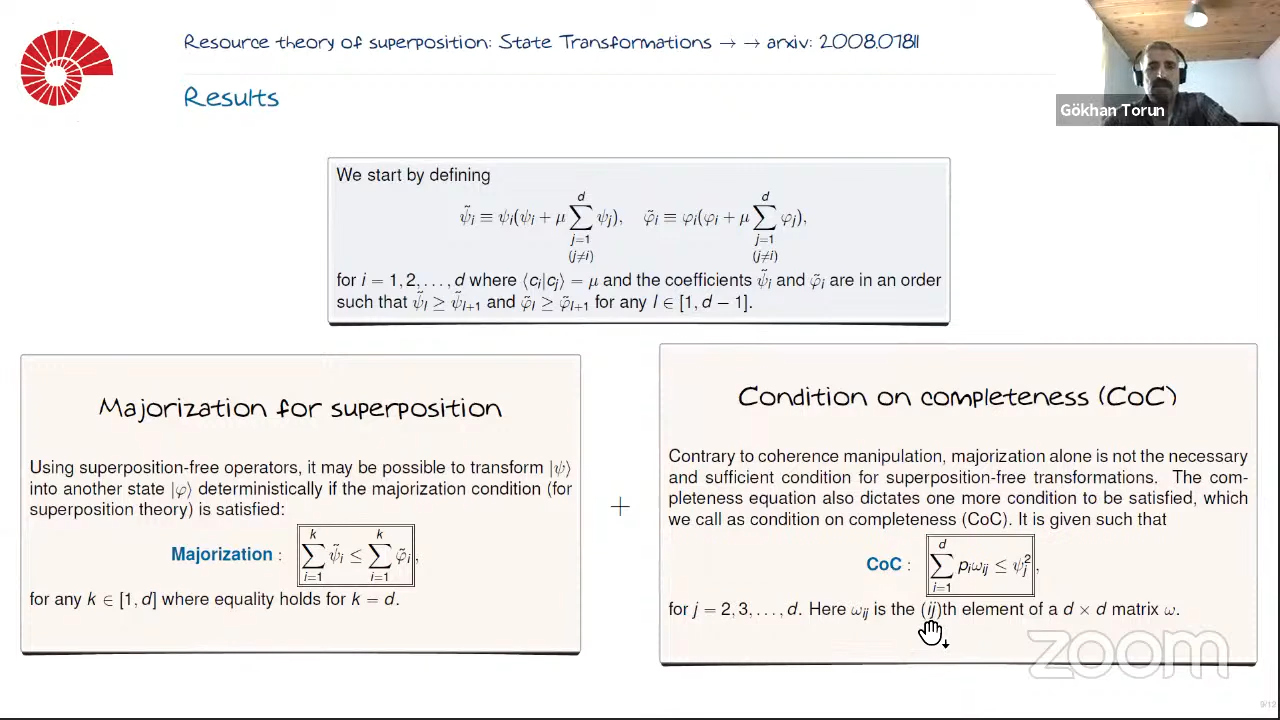 Resource theory of superposition: State Transformations → → arxiv: 2008.07811
Gökhan Torun
Results
We start by defining
ψ̃ᵢ ≡ ψᵢ(ψᵢ + μ ∑_{j=1 (j≠i)}^{d} ψⱼ), φ̃ᵢ ≡ φᵢ(φᵢ + μ ∑_{j=1 (j≠i)}^{d} φⱼ),
for i = 1, 2, . . . , d where ⟨cᵢ|cⱼ⟩ = μ and the coefficients ψ̃ᵢ and φ̃ᵢ are in an order
such that ψ̃ₗ ≥ ψ̃ₗ₊₁ and φ̃ₗ ≥ φ̃ₗ₊₁ for any l ∈ [1, d − 1].
Majorization for superposition
Using superposition-free operators, it may be possible to transform |ψ⟩
into another state |φ⟩ deterministically if the majorization condition (for
superposition theory) is satisfied:
Majorization : ∑_{i=1}^{k} ψ̃ᵢ ≤ ∑_{i=1}^{k} φ̃ᵢ,
for any k ∈ [1, d] where equality holds for k = d.
+
Condition on completeness (CoC)
Contrary to coherence manipulation, majorization alone is not the necessary
and sufficient condition for superposition-free transformations. The com-
pleteness equation also dictates one more condition to be satisfied, which
we call as condition on completeness (CoC). It is given such that
CoC : ∑_{i=1}^{d} pᵢωᵢⱼ ≤ ψⱼ²,
for j = 2, 3, . . . , d. Here ωᵢⱼ is the (ij)th element of a d × d matrix ω.
zoom
9/12